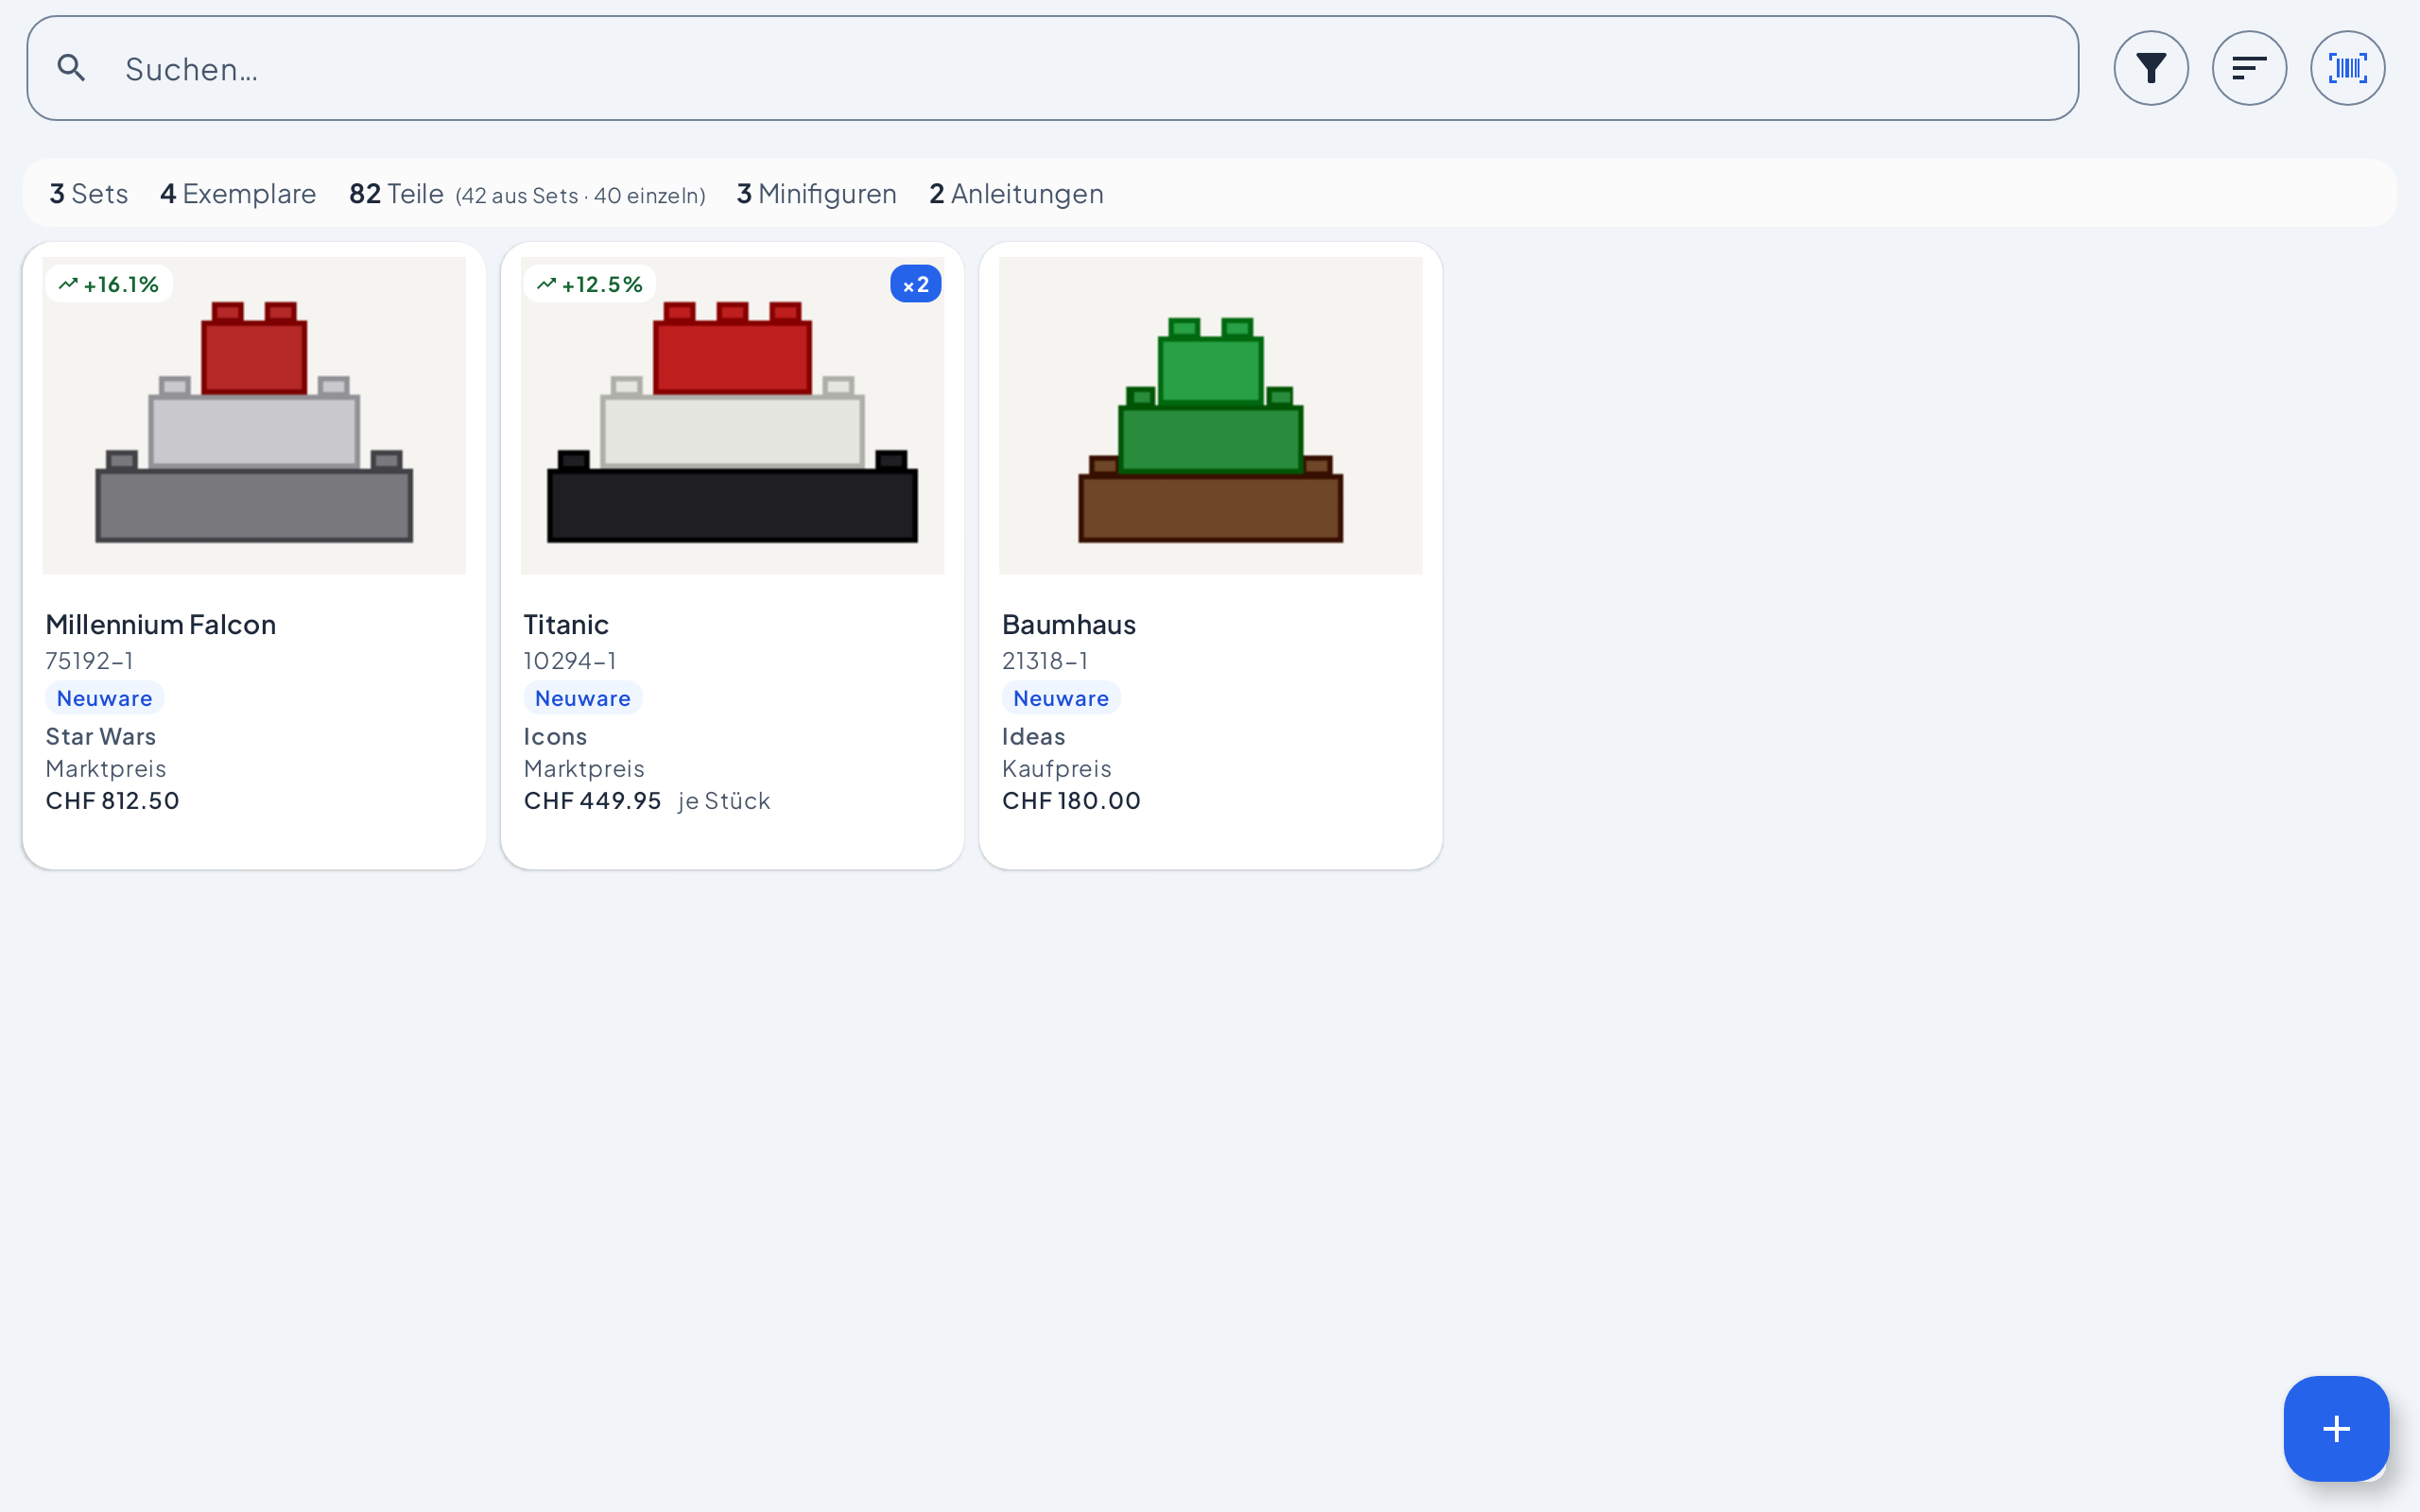 Suchen...
3 Sets 4 Exemplare 82 Teile (42 aus Sets · 40 einzeln) 3 Minifiguren 2 Anleitungen
+16.1%
Millennium Falcon
75192-1
Neuware
Star Wars
Marktpreis
CHF 812.50
+12.5% ×2
Titanic
10294-1
Neuware
Icons
Marktpreis
CHF 449.95 je Stück
Baumhaus
21318-1
Neuware
Ideas
Kaufpreis
CHF 180.00